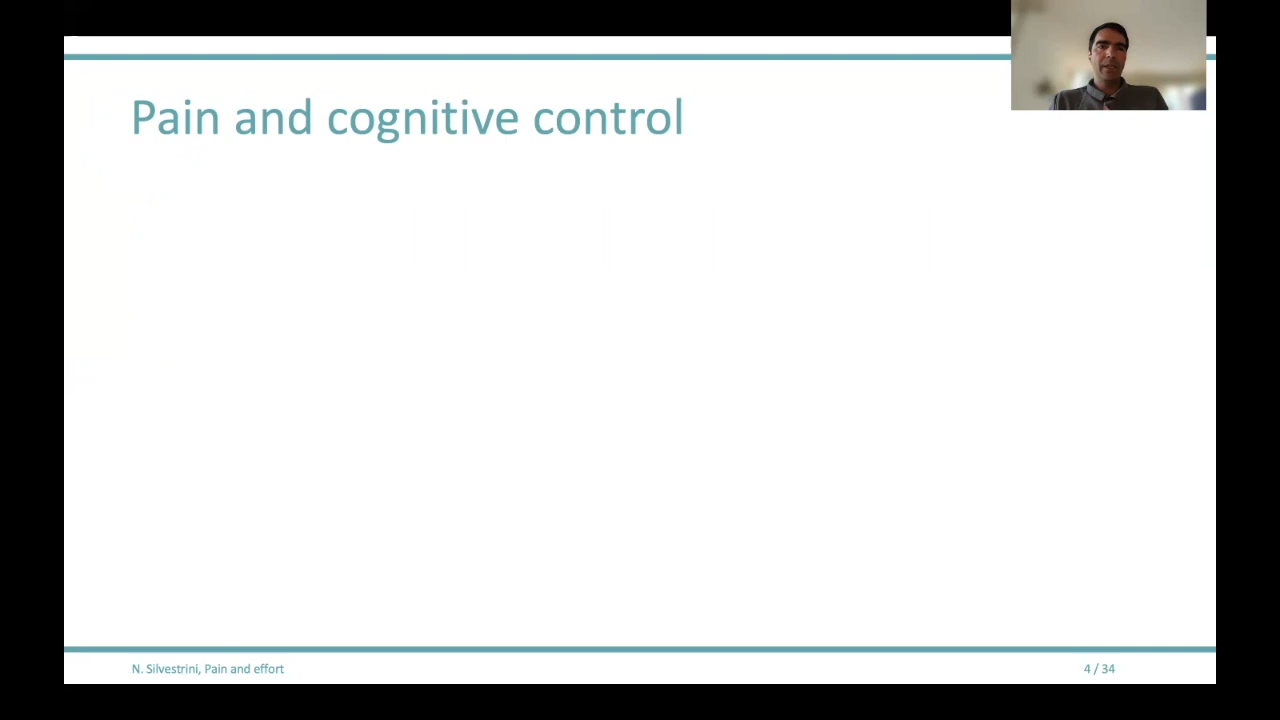 Pain and cognitive control
N. Silvestrini, Pain and effort
4 / 34